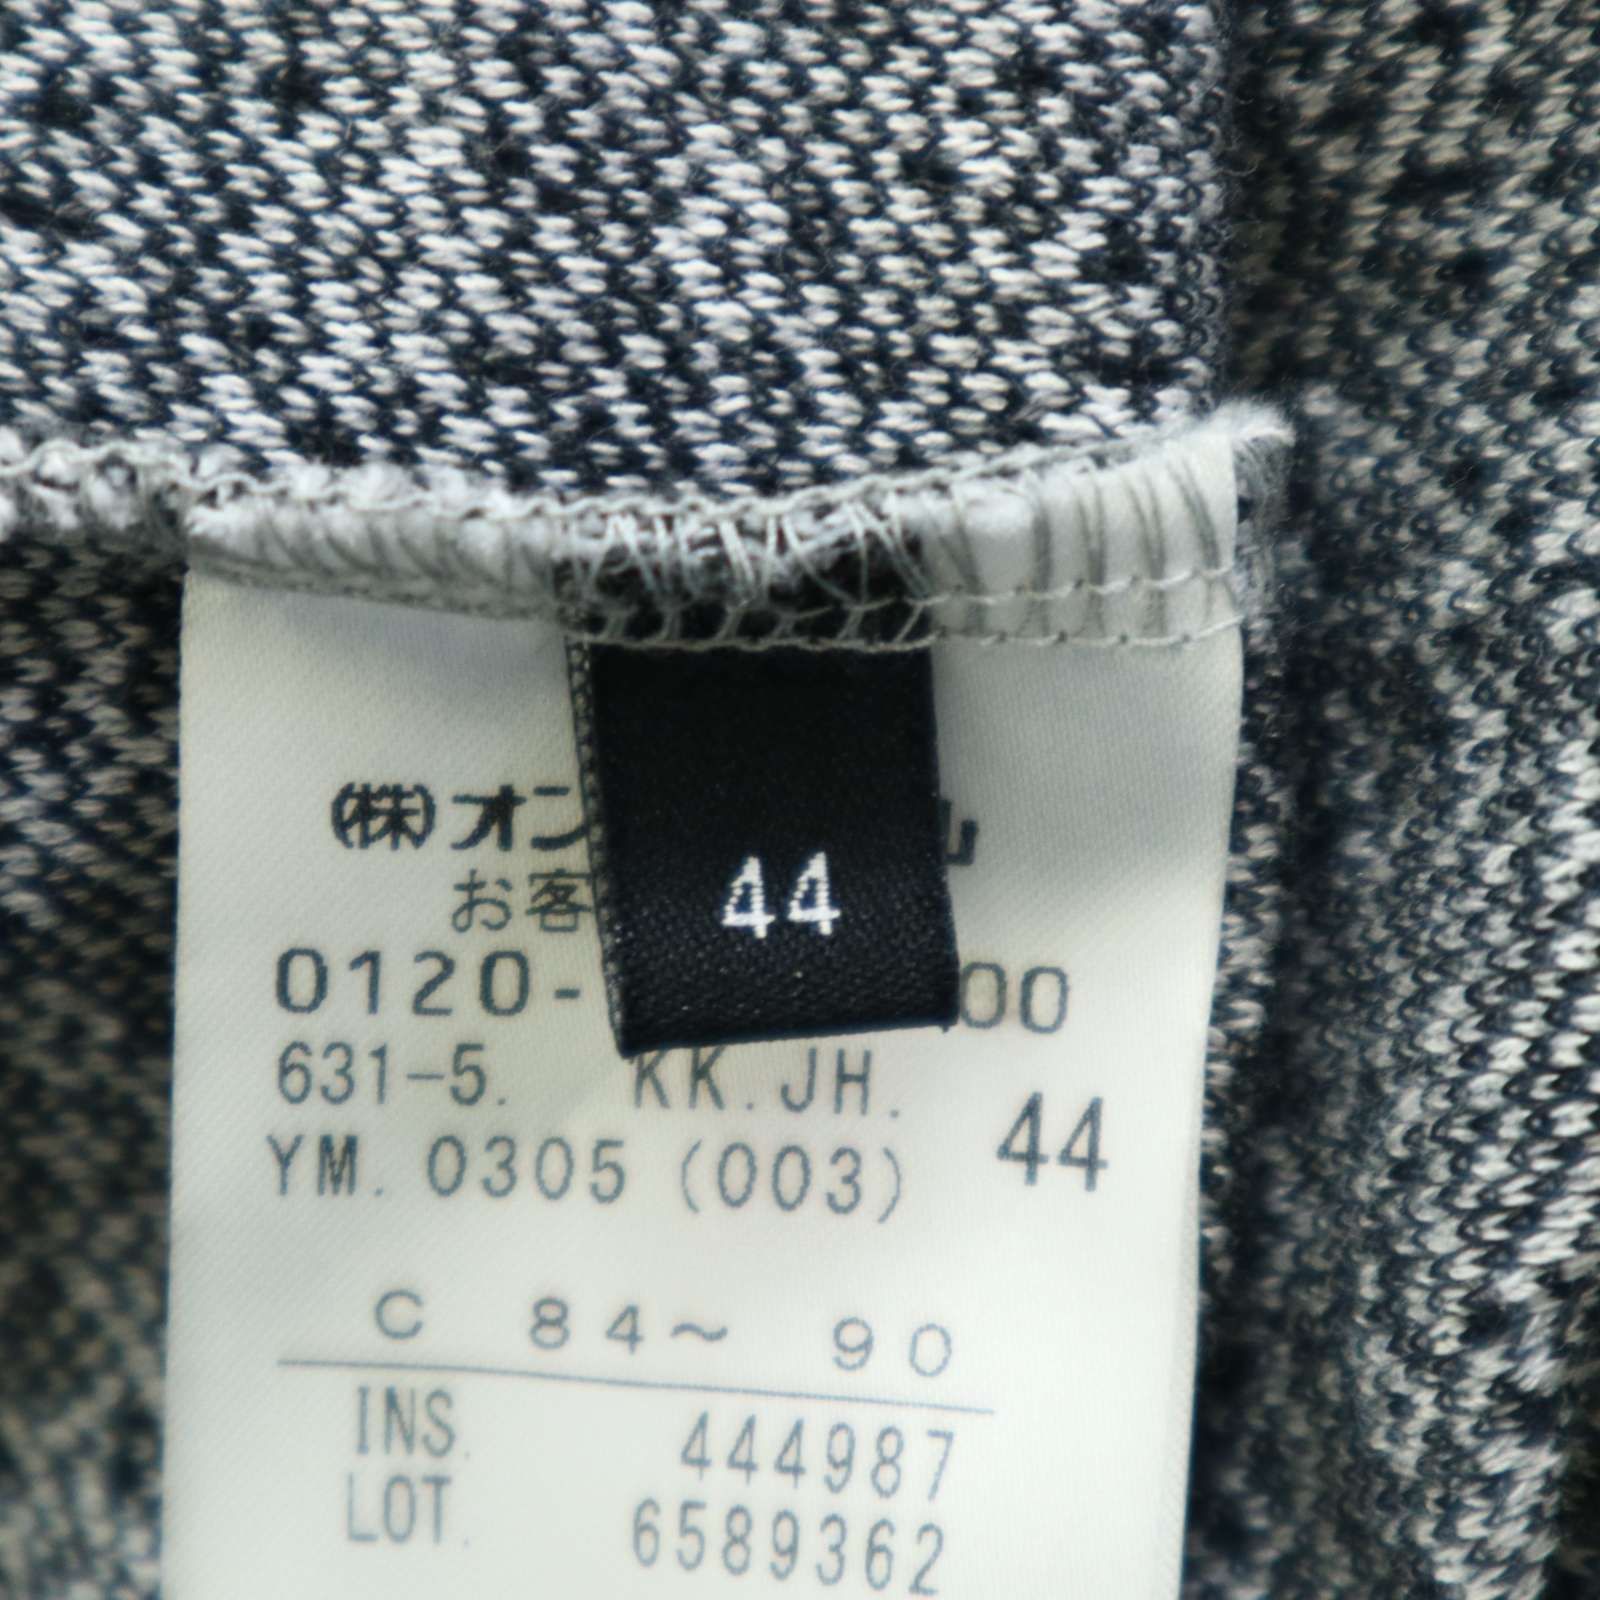 ㈱オン
お客
44
0120- 00
631-5. KK.JH.
YM.0305(003) 44
C 84～ 90
INS. 444987
LOT. 6589362